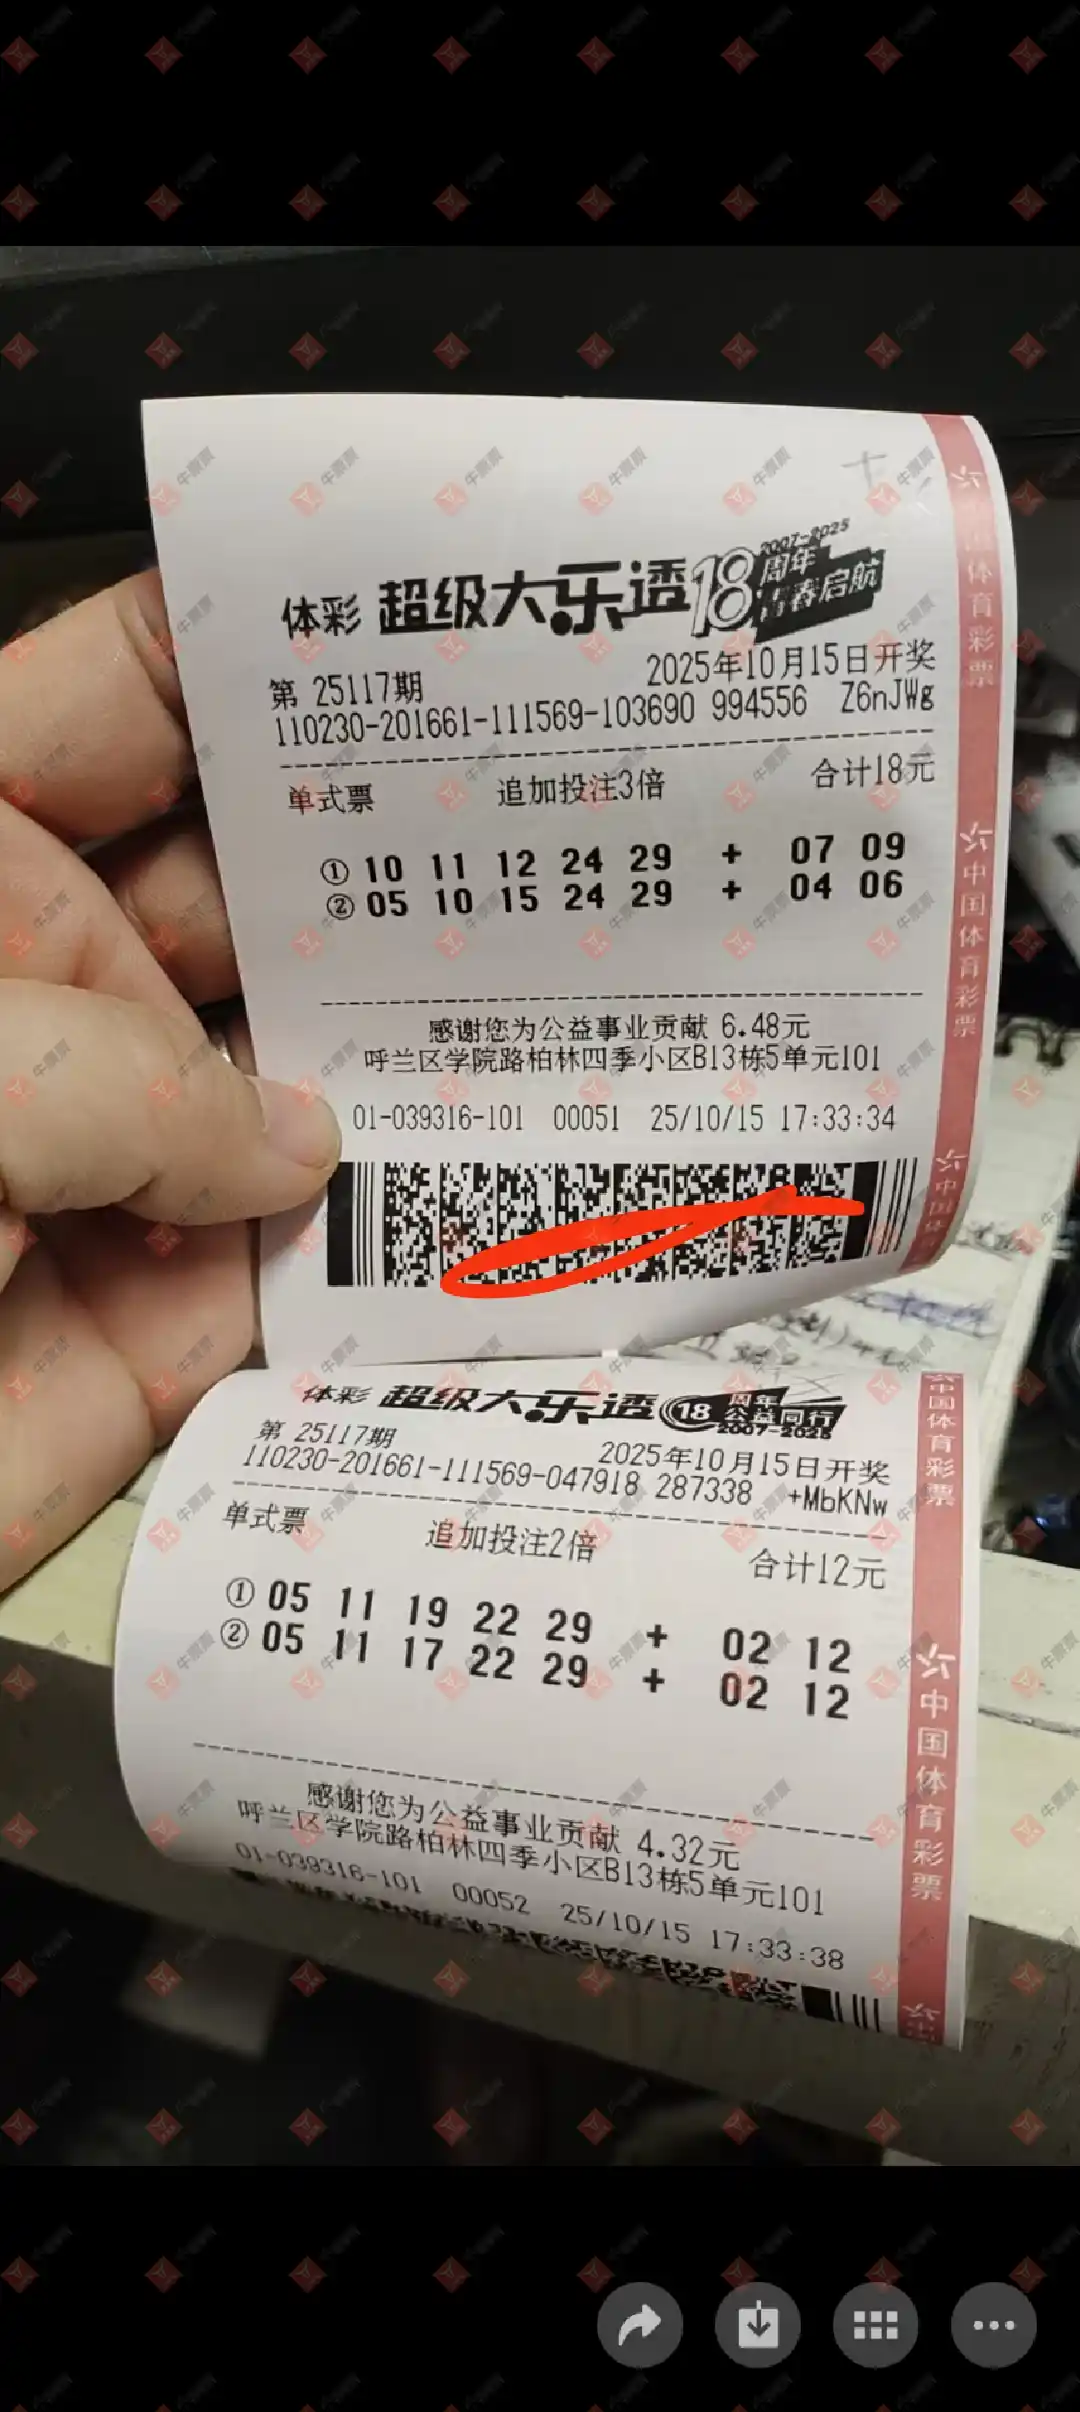 体彩 超级大乐透 18周年 青春启航 2007-2025
第 25117期 2025年10月15日开奖
110230-201661-111569-103690 994556 Z6nJWg
单式票 追加投注3倍 合计18元
① 10 11 12 24 29 + 07 09
② 05 10 15 24 29 + 04 06
感谢您为公益事业贡献 6.48元
呼兰区学院路柏林四季小区B13栋5单元101
01-039316-101 00051 25/10/15 17:33:34
中国体育彩票
体彩 超级大乐透 18周年 公益同行 2007-2025
第 25117期 2025年10月15日开奖
110230-201661-111569-047918 287338 +MbKNw
单式票 追加投注2倍 合计12元
① 05 11 19 22 29 + 02 12
② 05 11 17 22 29 + 02 12
感谢您为公益事业贡献 4.32元
呼兰区学院路柏林四季小区B13栋5单元101
01-039316-101 00052 25/10/15 17:33:38
中国体育彩票
牛票票